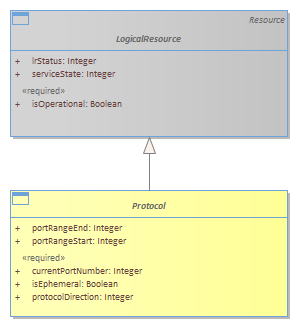 Resource
LogicalResource
+ lrStatus: Integer
+ serviceState: Integer
«required»
+ isOperational: Boolean
Protocol
+ portRangeEnd: Integer
+ portRangeStart: Integer
«required»
+ currentPortNumber: Integer
+ isEphemeral: Boolean
+ protocolDirection: Integer